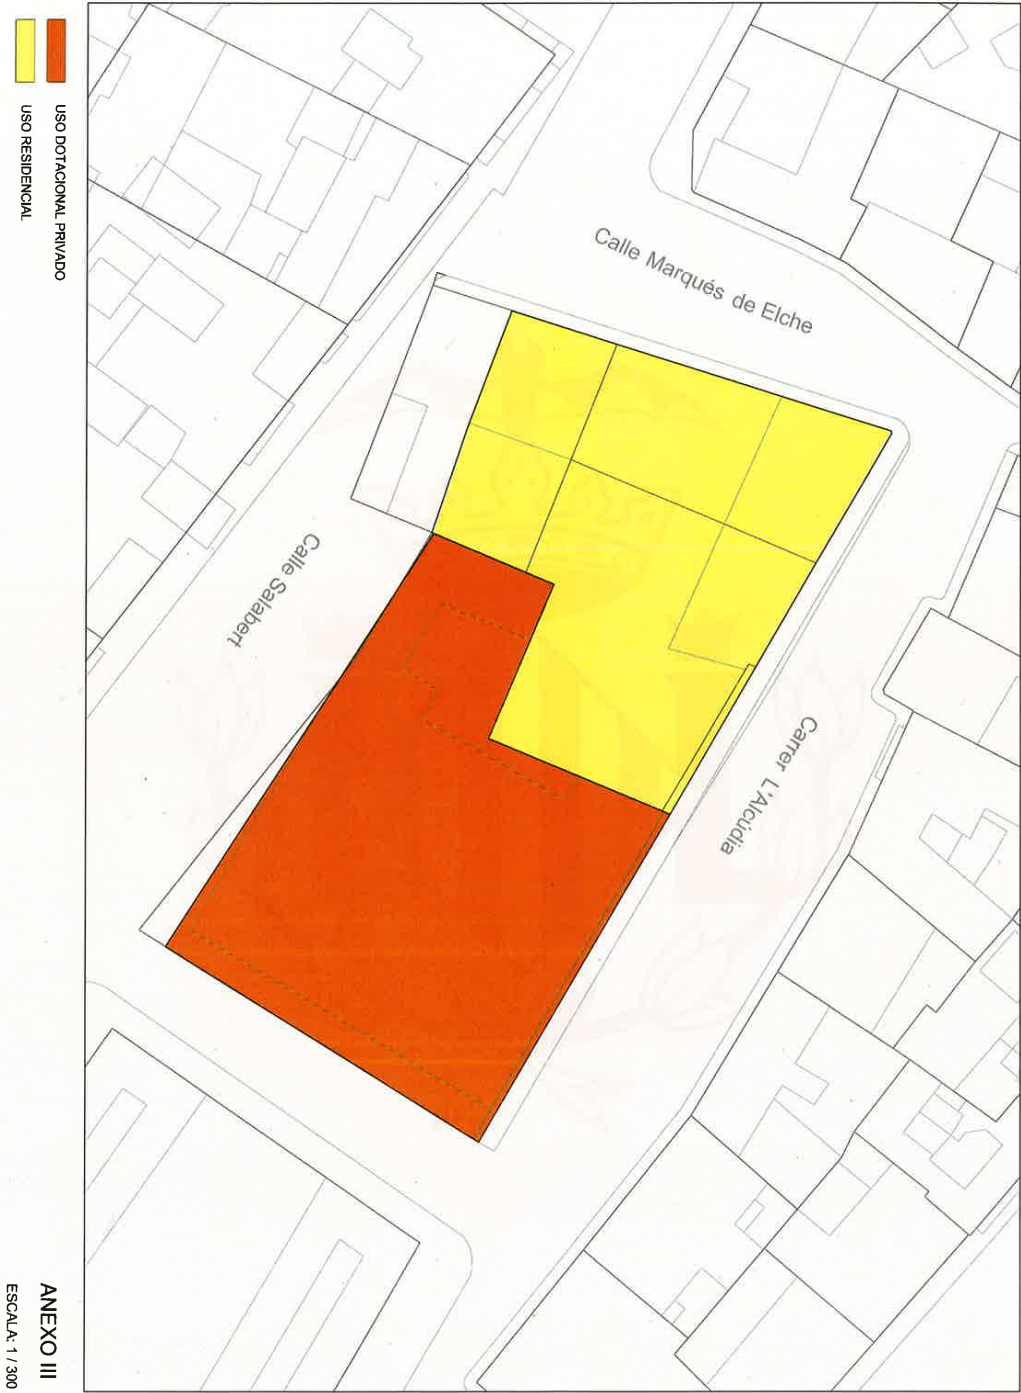 Calle Marqués de Elche
Calle Salabert
Carrer L'Alcúdia
USO DOTACIONAL PRIVADO
USO RESIDENCIAL
ANEXO III
ESCALA: 1 / 300